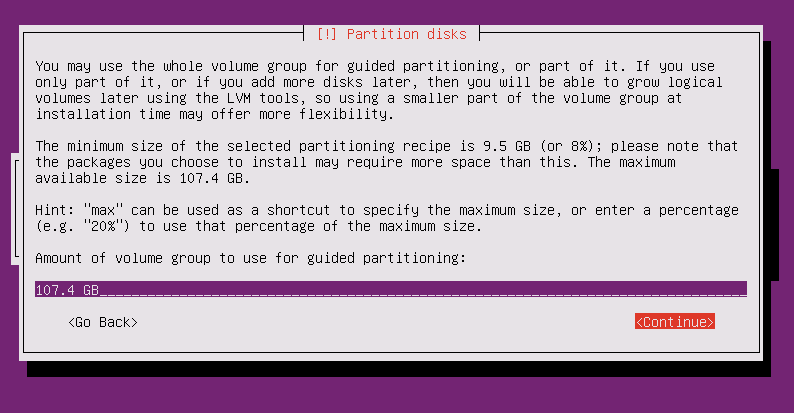 [!] Partition disks
You may use the whole volume group for guided partitioning, or part of it. If you use
only part of it, or if you add more disks later, then you will be able to grow logical
volumes later using the LVM tools, so using a smaller part of the volume group at
installation time may offer more flexibility.
The minimum size of the selected partitioning recipe is 9.5 GB (or 8%); please note that
the packages you choose to install may require more space than this. The maximum
available size is 107.4 GB.
Hint: "max" can be used as a shortcut to specify the maximum size, or enter a percentage
(e.g. "20%") to use that percentage of the maximum size.
Amount of volume group to use for guided partitioning:
107.4 GB
<Go Back> <Continue>